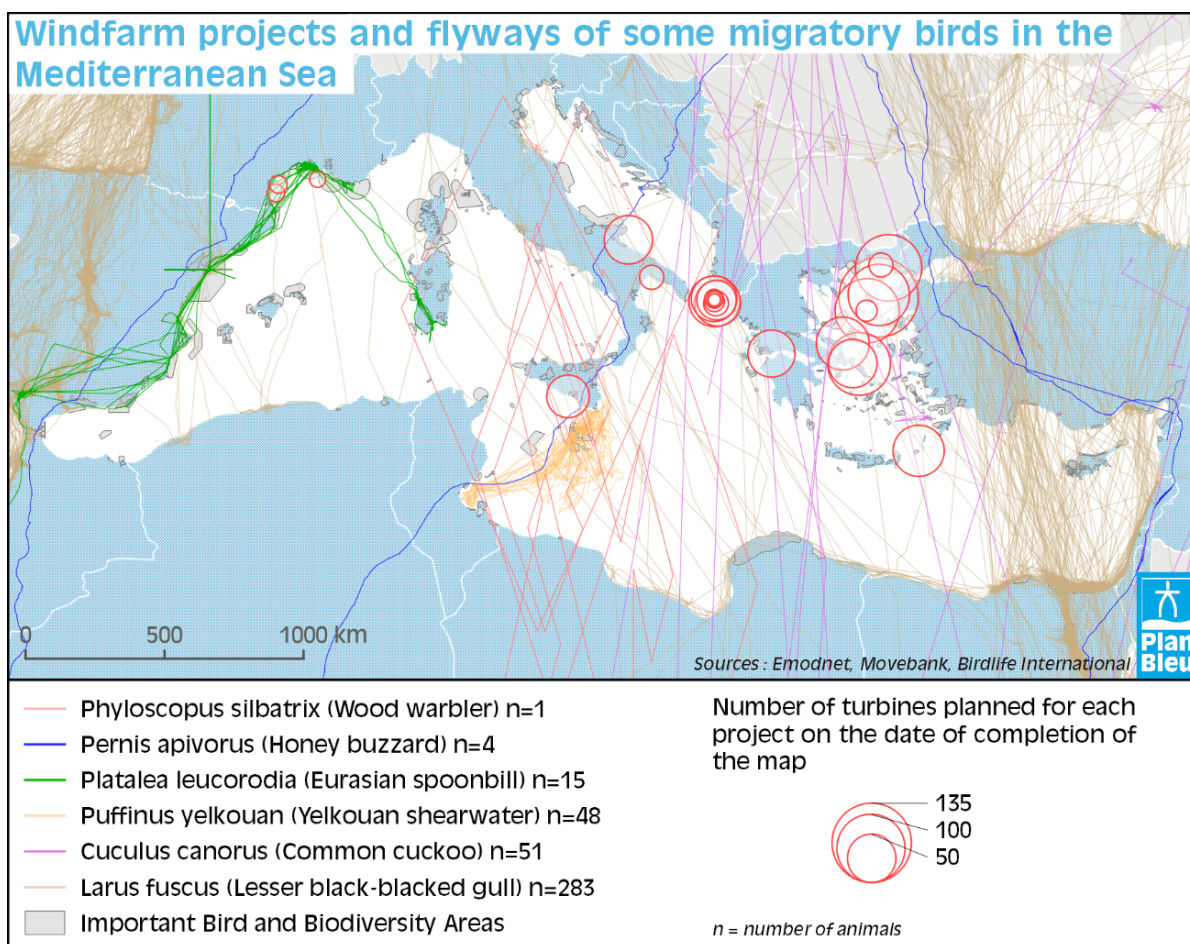 Windfarm projects and flyways of some migratory birds in the
Mediterranean Sea
0 500 1000 km
Sources : Emodnet, Movebank, Birdlife International
Plan
Bleu
Phyloscopus silbatrix (Wood warbler) n=1
Pernis apivorus (Honey buzzard) n=4
Platalea leucorodia (Eurasian spoonbill) n=15
Puffinus yelkouan (Yelkouan shearwater) n=48
Cuculus canorus (Common cuckoo) n=51
Larus fuscus (Lesser black-blacked gull) n=283
Important Bird and Biodiversity Areas
Number of turbines planned for each
project on the date of completion of
the map
135
100
50
n = number of animals